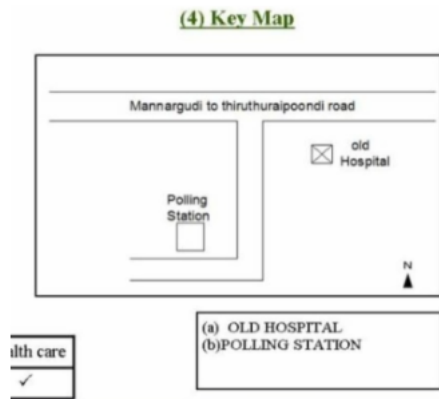 (4) Key Map
Mannargudi to thiruthuraipoondi road
old
Hospital
Polling
Station
N
(a) OLD HOSPITAL
(b)POLLING STATION
lth care
✓